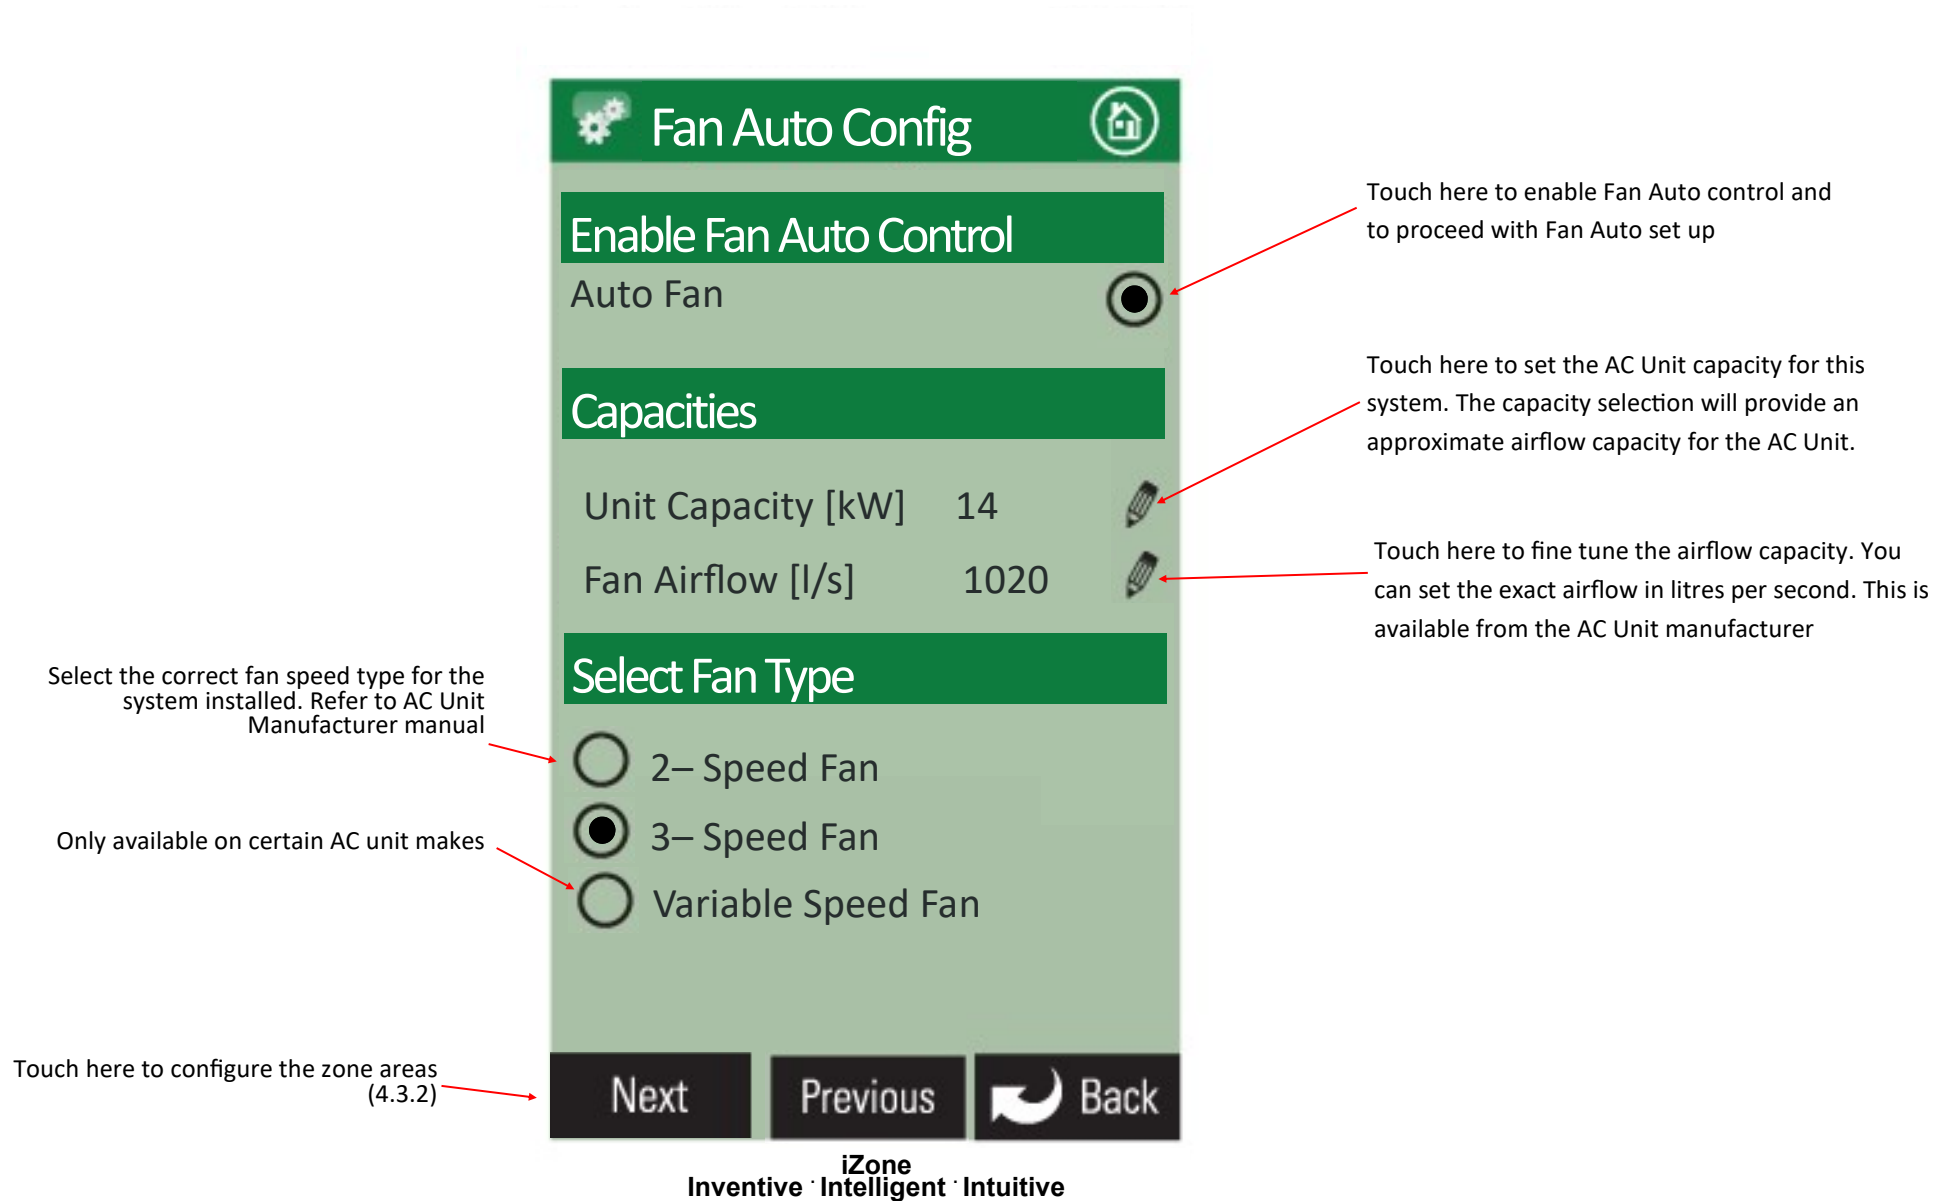 Fan Auto Config
Enable Fan Auto Control
Auto Fan
Touch here to enable Fan Auto control and
to proceed with Fan Auto set up
Capacities
Touch here to set the AC Unit capacity for this
system. The capacity selection will provide an
approximate airflow capacity for the AC Unit.
Unit Capacity [kW] 14
Fan Airflow [l/s] 1020
Touch here to fine tune the airflow capacity. You
can set the exact airflow in litres per second. This is
available from the AC Unit manufacturer
Select Fan Type
Select the correct fan speed type for the
system installed. Refer to AC Unit
Manufacturer manual
2– Speed Fan
3– Speed Fan
Only available on certain AC unit makes
Variable Speed Fan
Touch here to configure the zone areas
(4.3.2)
Next Previous Back
iZone
Inventive · Intelligent · Intuitive